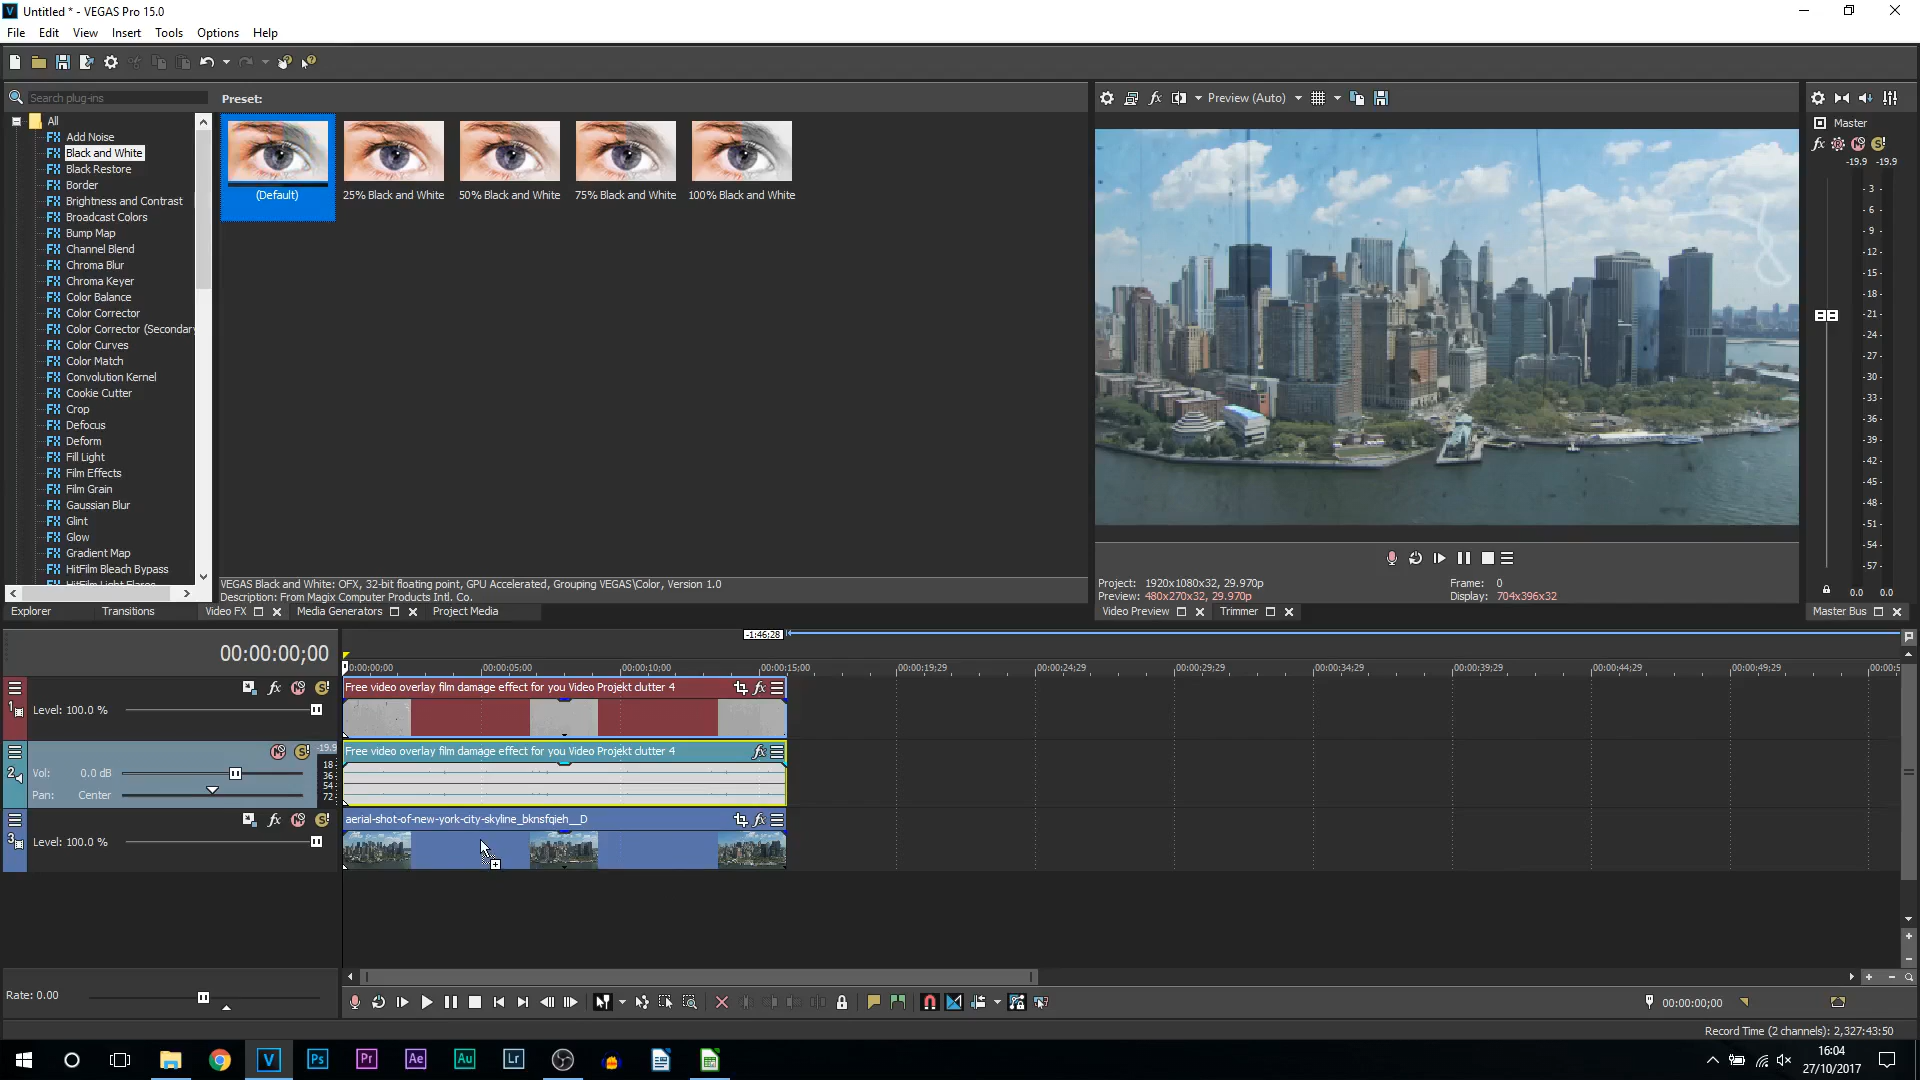 Untitled * - VEGAS Pro 15.0
File Edit View Insert Tools Options Help
Search plug-ins
Preset:
All
Add Noise
Black and White
Black Restore
Border
Brightness and Contrast
Broadcast Colors
Bump Map
Channel Blend
Chroma Blur
Chroma Keyer
Color Balance
Color Corrector
Color Corrector (Secondary
Color Curves
Color Match
Convolution Kernel
Cookie Cutter
Crop
Defocus
Deform
Fill Light
Film Effects
Film Grain
Gaussian Blur
Glint
Glow
Gradient Map
HitFilm Bleach Bypass
HitFilm Light Flares
(Default) 25% Black and White 50% Black and White 75% Black and White 100% Black and White
VEGAS Black and White: OFX, 32-bit floating point, GPU Accelerated, Grouping VEGAS\Color, Version 1.0
Description: From Magix Computer Products Intl. Co.
Explorer Transitions Video FX Media Generators Project Media
Preview (Auto)
Project: 1920x1080x32, 29.970p Frame: 0
Preview: 480x270x32, 29.970p Display: 704x396x32
Video Preview Trimmer
Master
-19.9 -19.9
3
6
9
12
15
18
21
24
27
30
33
36
39
42
45
48
51
54
57
0.0 0.0
Master Bus
-1:46:28
00:00:00;00
00:00:00;00 00:00:05;00 00:00:10;00 00:00:15;00 00:00:19;29 00:00:24;29 00:00:29;29 00:00:34;29 00:00:39;29 00:00:44;29 00:00:49;29
1
Level: 100.0 %
Free video overlay film damage effect for you Video Projekt clutter 4
2
-19.9
Vol: 0.0 dB
Pan: Center
18
36
54
72
Free video overlay film damage effect for you Video Projekt clutter 4
3
Level: 100.0 %
aerial-shot-of-new-york-city-skyline_bknsfqieh__D
Rate: 0.00
00:00:00;00
Record Time (2 channels): 2,327:43:50
V Ps Pr Ae Au Lr
16:04
27/10/2017